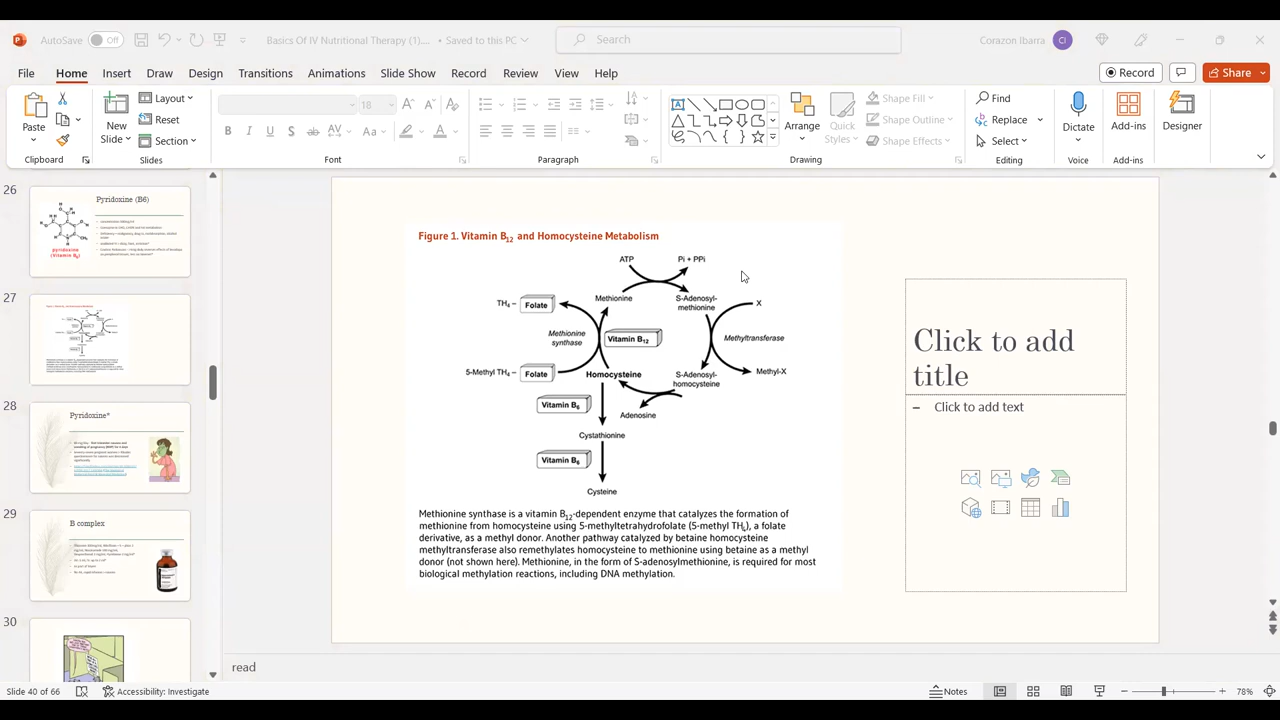 AutoSave Off
Basics Of IV Nutritional Therapy (1)....  • Saved to this PC
Search
Corazon Ibarra CI
File Home Insert Draw Design Transitions Animations Slide Show Record Review View Help
Record
Share
Paste
New
Slide
Layout
Reset
Section
18
Arrange
Quick
Styles
Shape Fill
Shape Outline
Shape Effects
Find
Replace
Select
Dictate
Add-ins
Designer
Clipboard
Slides
Font
Paragraph
Drawing
Editing
Voice
Add-ins
26
Pyridoxine (B6)
pyridoxine
(Vitamin B6)
27
28
Pyridoxine*
29
B complex
30
Figure 1. Vitamin B12 and Homocysteine Metabolism
ATP
Pi + PPi
Methionine
S-Adenosyl-
methionine
X
TH4 –
Folate
Methionine
synthase
Vitamin B12
Methyltransferase
5-Methyl TH4 –
Folate
Homocysteine
S-Adenosyl-
homocysteine
Methyl-X
Vitamin B6
Adenosine
Cystathionine
Vitamin B6
Cysteine
Methionine synthase is a vitamin B12-dependent enzyme that catalyzes the formation of
methionine from homocysteine using 5-methyltetrahydrofolate (5-methyl TH4), a folate
derivative, as a methyl donor. Another pathway catalyzed by betaine homocysteine
methyltransferase also remethylates homocysteine to methionine using betaine as a methyl
donor (not shown here). Methionine, in the form of S-adenosylmethionine, is required for most
biological methylation reactions, including DNA methylation.
Click to add
title
– Click to add text
read
Slide 40 of 66
Accessibility: Investigate
Notes
78%